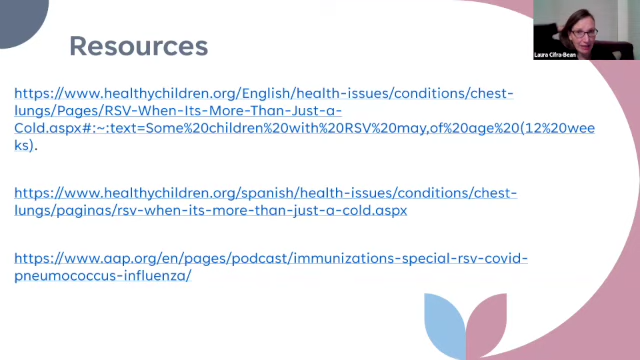 Resources
Laura Cifra-Bean
https://www.healthychildren.org/English/health-issues/conditions/chest-
lungs/Pages/RSV-When-Its-More-Than-Just-a-
Cold.aspx#:~:text=Some%20children%20with%20RSV%20may,of%20age%20(12%20wee
ks).
https://www.healthychildren.org/spanish/health-issues/conditions/chest-
lungs/paginas/rsv-when-its-more-than-just-a-cold.aspx
https://www.aap.org/en/pages/podcast/immunizations-special-rsv-covid-
pneumococcus-influenza/